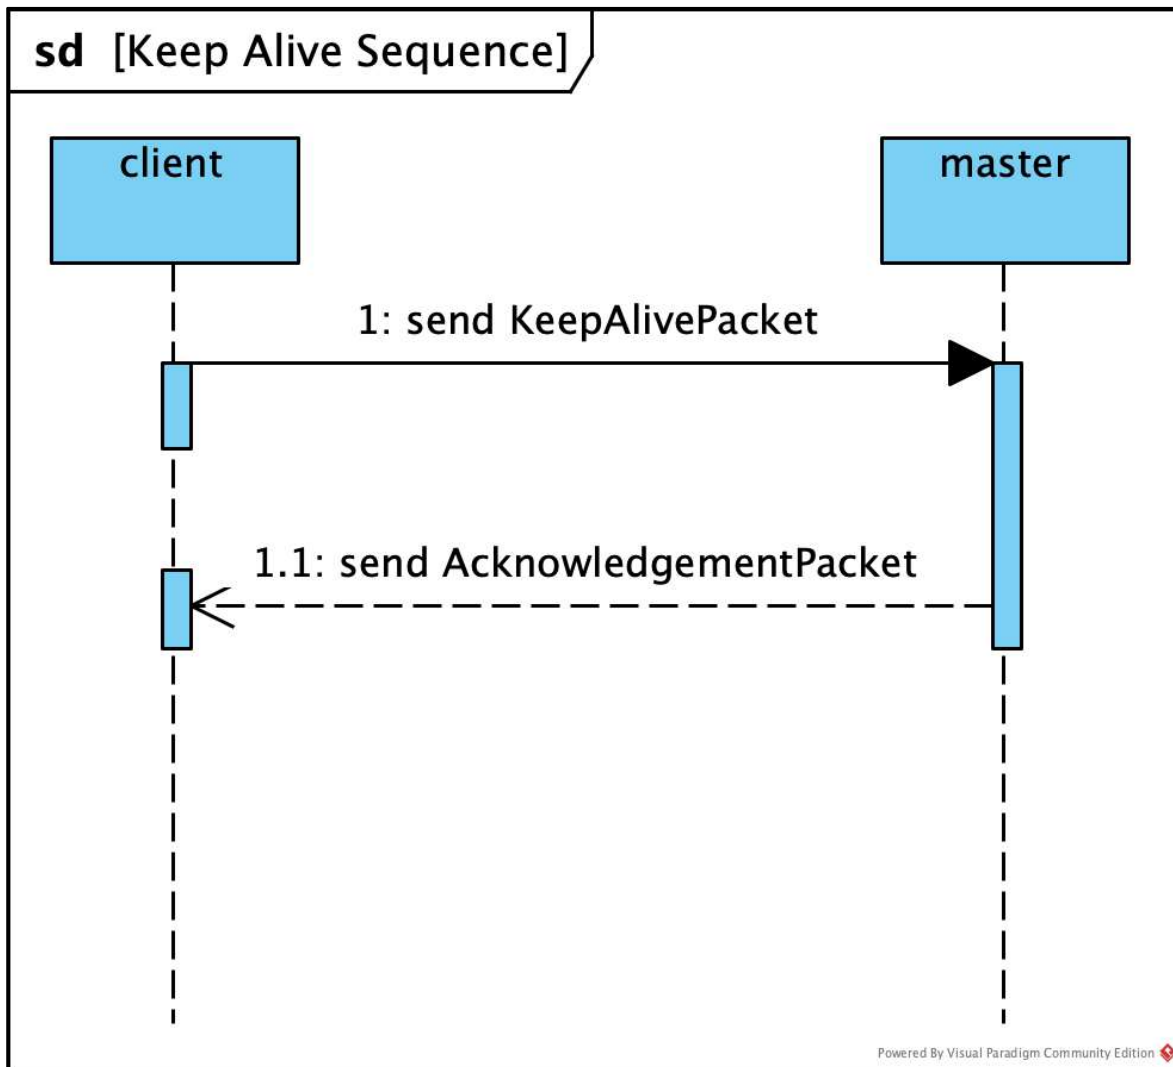 sd [Keep Alive Sequence]
client
master
1: send KeepAlivePacket
1.1: send AcknowledgementPacket
Powered By Visual Paradigm Community Edition